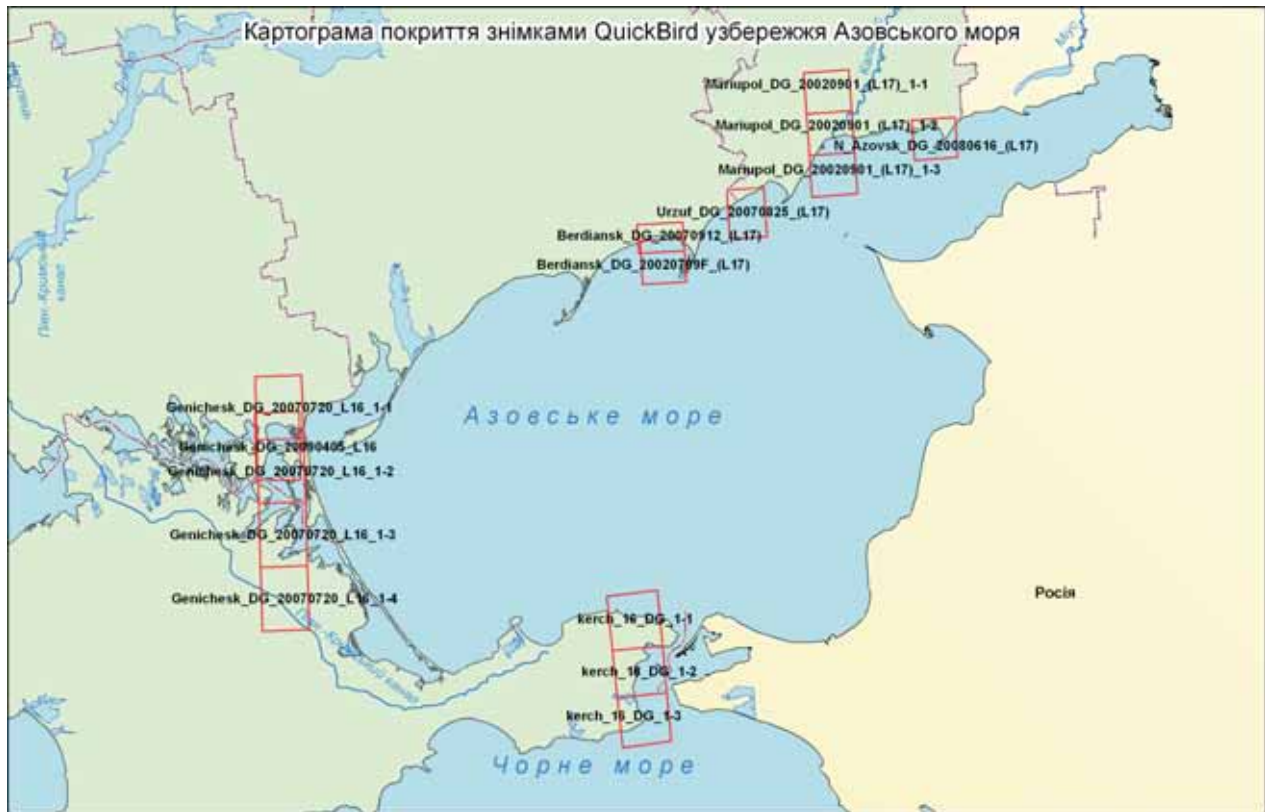 Картограма покриття знімками QuickBird узбережжя Азовського моря
Mariupol_DG_20020901_(L17)_1-1
Mariupol_DG_20020901_(L17)_1-2
N_Azovsk_DG_20080616_(L17)
Mariupol_DG_20020901_(L17)_1-3
Urzuf_DG_20070825_(L17)
Berdiansk_DG_20070912_(L17)
Berdiansk_DG_20020709F_(L17)
Genichesk_DG_20070720_L16_1-1
Genichesk_DG_20090405_L16
Genichesk_DG_20070720_L16_1-2
Genichesk_DG_20070720_L16_1-3
Genichesk_DG_20070720_L16_1-4
Азовське море
Росія
kerch_16_DG_1-1
kerch_16_DG_1-2
kerch_16_DG_1-3
Чорне море